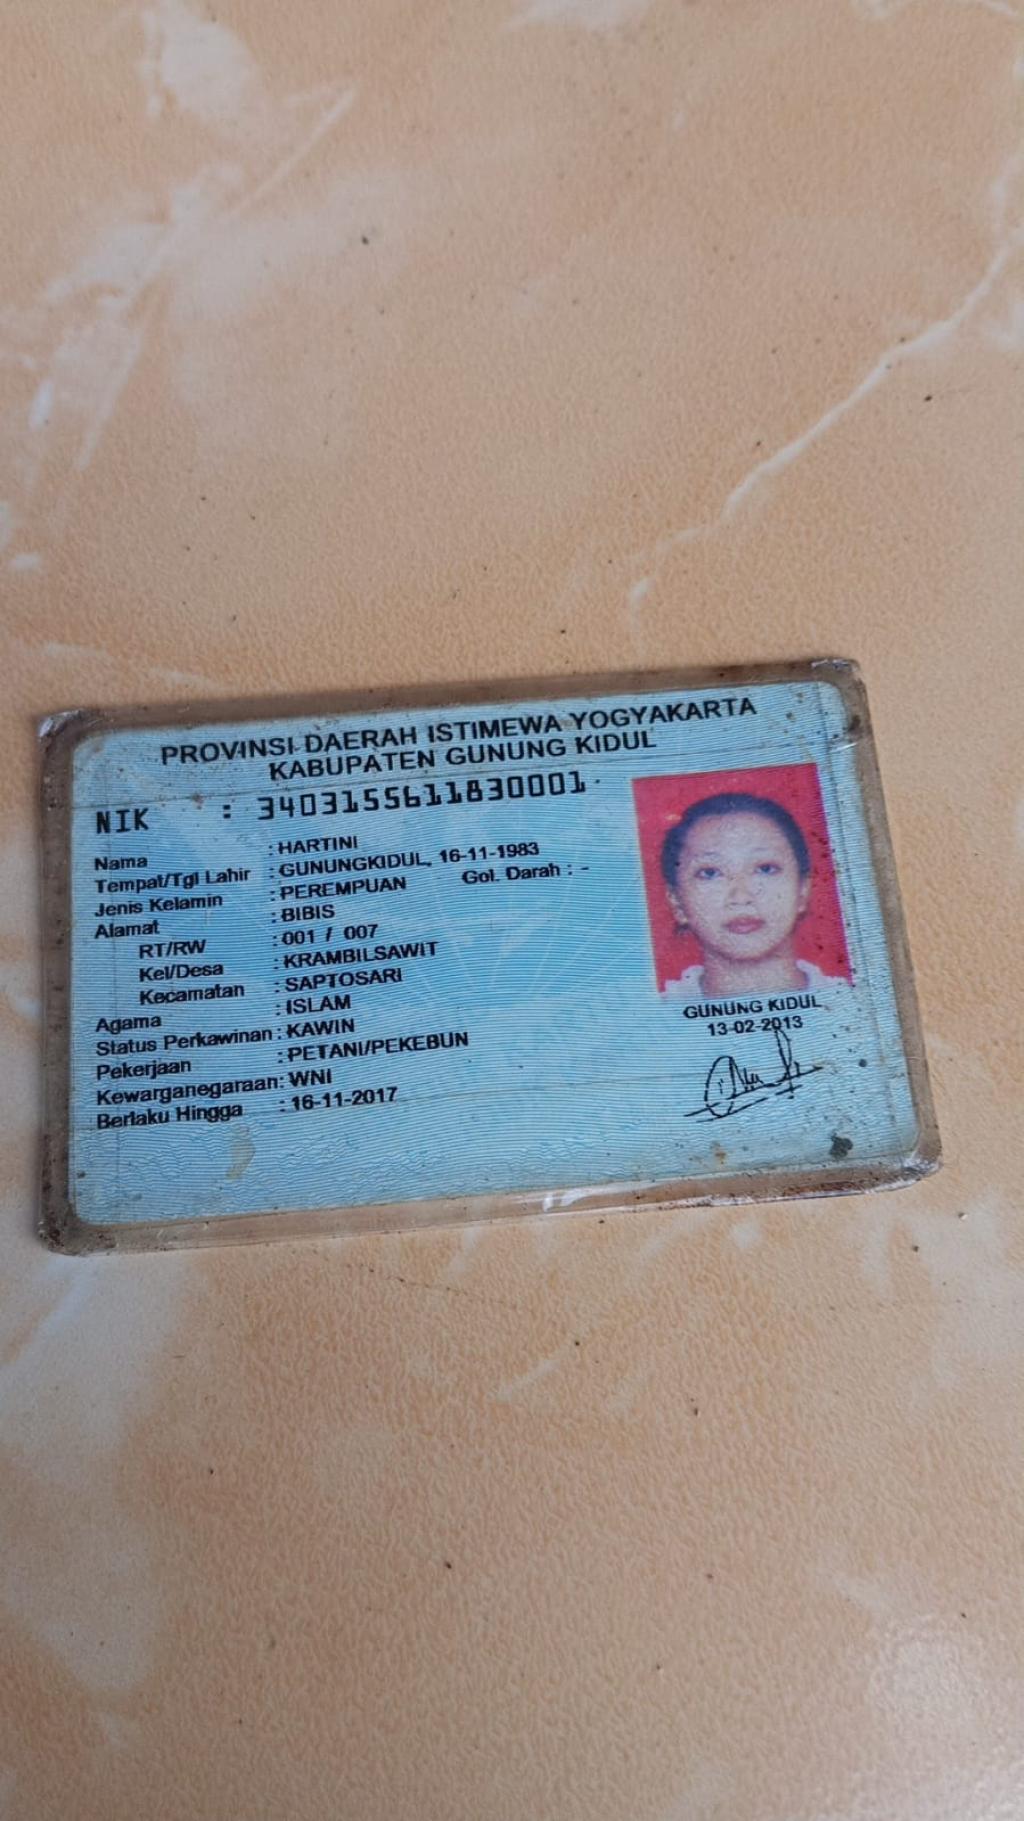 PROVINSI DAERAH ISTIMEWA YOGYAKARTA
KABUPATEN GUNUNG KIDUL
NIK : 3403155611830001
Nama : HARTINI
Tempat/Tgl Lahir : GUNUNGKIDUL, 16-11-1983
Jenis Kelamin : PEREMPUAN Gol. Darah : -
Alamat : BIBIS
RT/RW : 001 / 007
Kel/Desa : KRAMBILSAWIT
Kecamatan : SAPTOSARI
Agama : ISLAM
Status Perkawinan : KAWIN
Pekerjaan : PETANI/PEKEBUN
Kewarganegaraan: WNI
Berlaku Hingga : 16-11-2017
GUNUNG KIDUL
13-02-2013